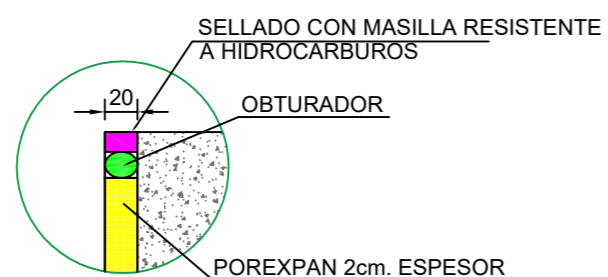 SELLADO CON MASILLA RESISTENTE
A HIDROCARBUROS
20
OBTURADOR
POREXPAN 2cm. ESPESOR